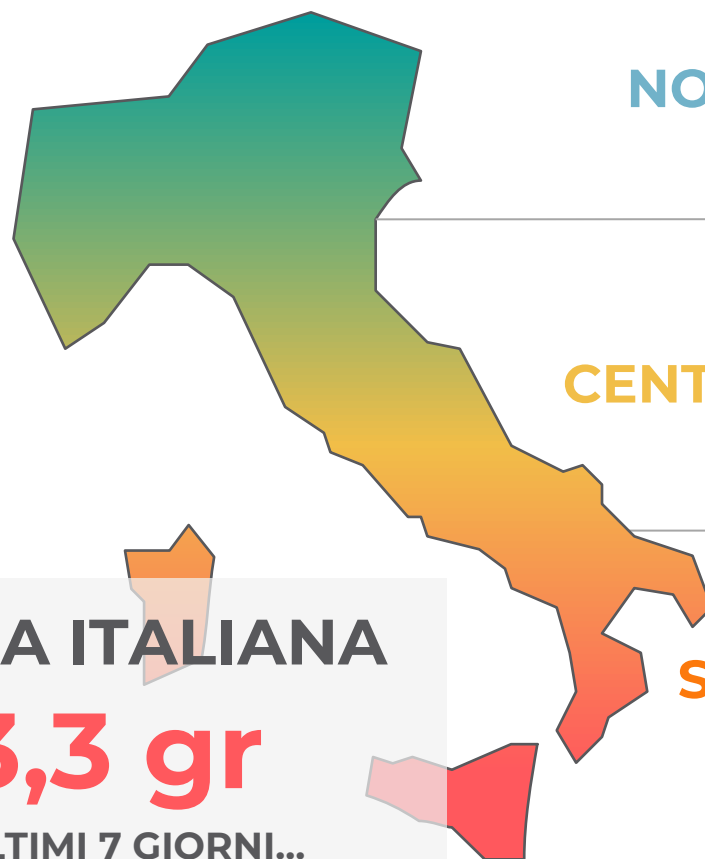 NO
CENT
S
A ITALIANA
3,3 gr
LTIMI 7 GIORNI...